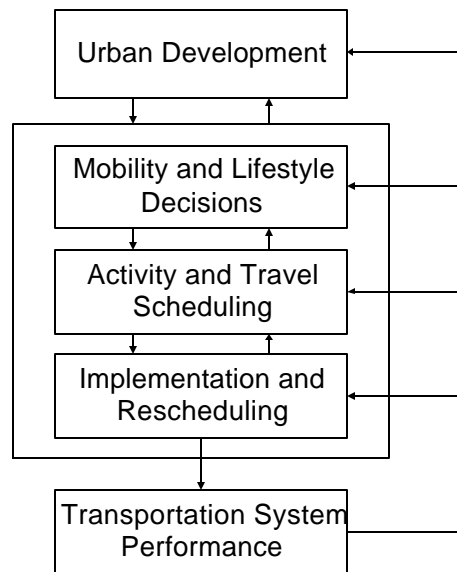 Urban Development
Mobility and Lifestyle
Decisions
Activity and Travel
Scheduling
Implementation and
Rescheduling
Transportation System
Performance